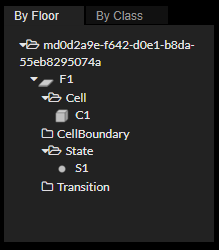 By Floor
By Class
md0d2a9e-f642-d0e1-b8da-
55eb8295074a
F1
Cell
C1
CellBoundary
State
S1
Transition